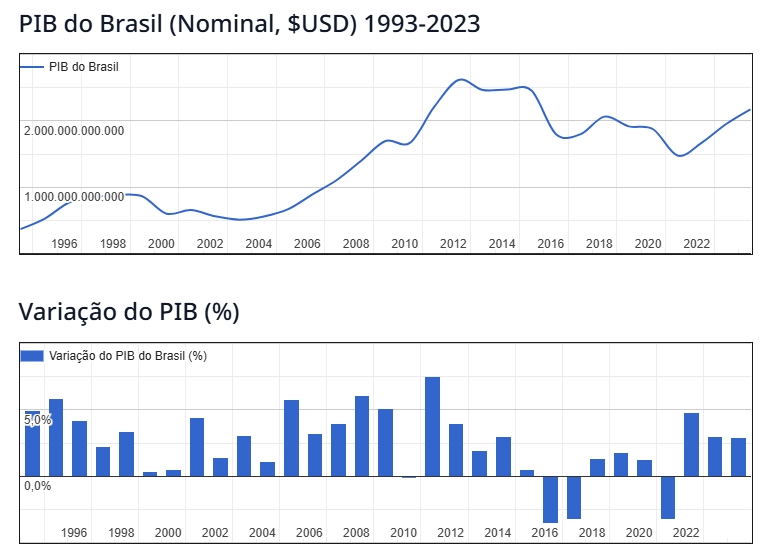 PIB do Brasil (Nominal, $USD) 1993-2023
PIB do Brasil
2.000.000.000.000
1.000.000.000.000
1996 1998 2000 2002 2004 2006 2008 2010 2012 2014 2016 2018 2020 2022
Variação do PIB (%)
Variação do PIB do Brasil (%)
5,0%
0,0%
1996 1998 2000 2002 2004 2006 2008 2010 2012 2014 2016 2018 2020 2022